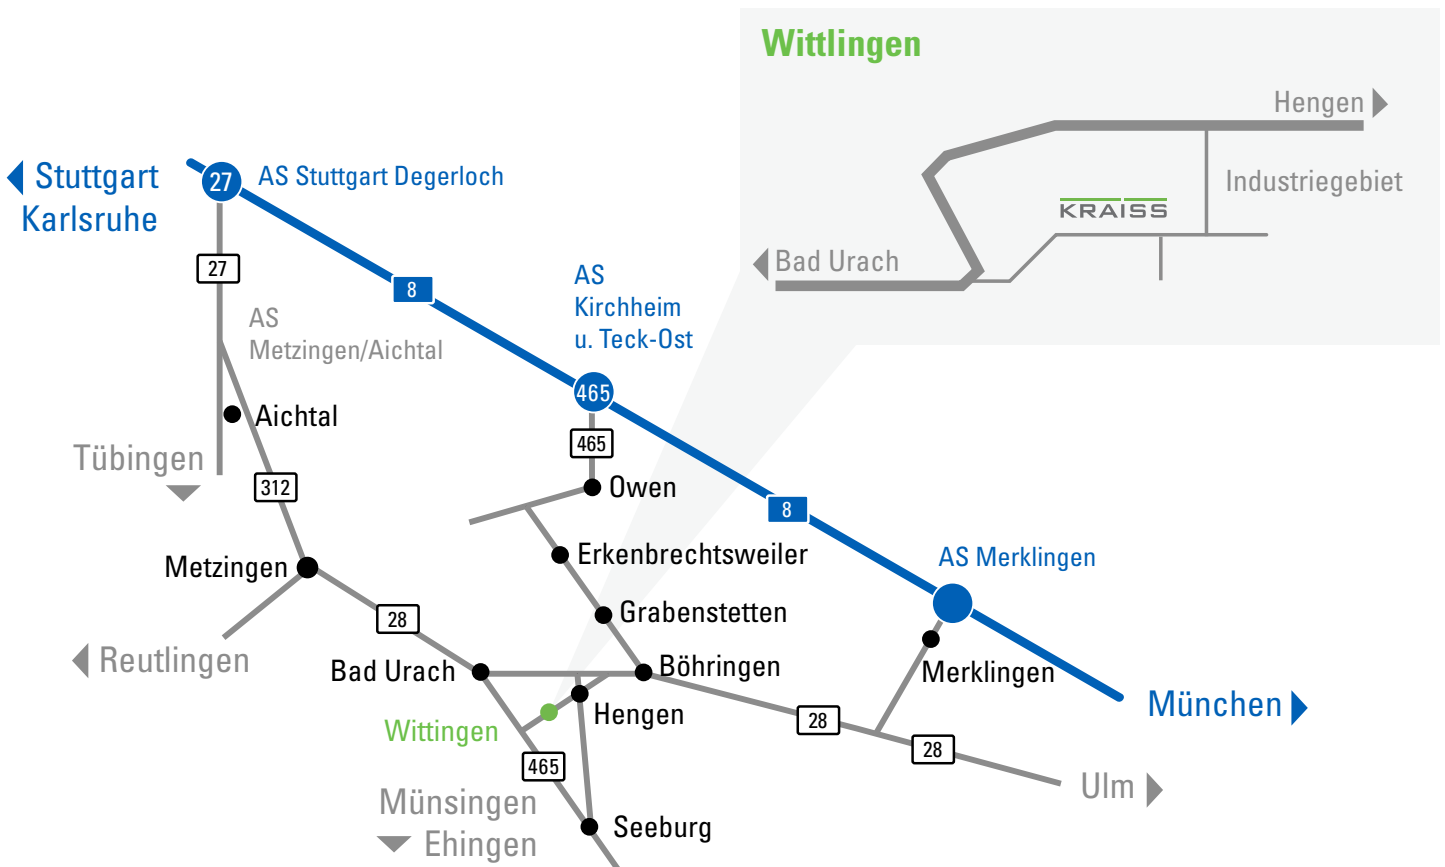 Wittlingen
Hengen
Industriegebiet
KRAISS
Bad Urach
Stuttgart
Karlsruhe
27
AS Stuttgart Degerloch
27
8
AS
Kirchheim
u. Teck-Ost
AS
Metzingen/Aichtal
465
Aichtal
465
Tübingen
312
Owen
8
Metzingen
Erkenbrechtsweiler
AS Merklingen
28
Grabenstetten
Reutlingen
Bad Urach
Böhringen
Merklingen
Wittingen
Hengen
28
München
28
465
Ulm
Münsingen
Ehingen
Seeburg